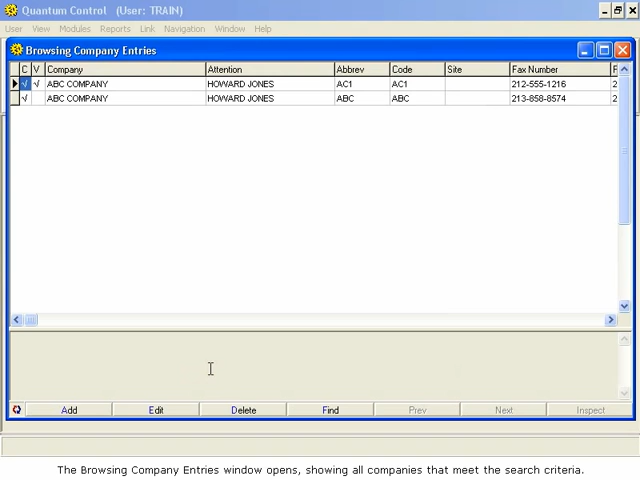 Quantum Control (User: TRAIN)
User View Modules Reports Link Navigation Window Help
Browsing Company Entries
C V Company Attention Abbrev Code Site Fax Number F
√ √ ABC COMPANY HOWARD JONES AC1 AC1 212-555-1216 2
√ ABC COMPANY HOWARD JONES ABC ABC 213-858-8574 2
Add Edit Delete Find Prev Next Inspect
The Browsing Company Entries window opens, showing all companies that meet the search criteria.